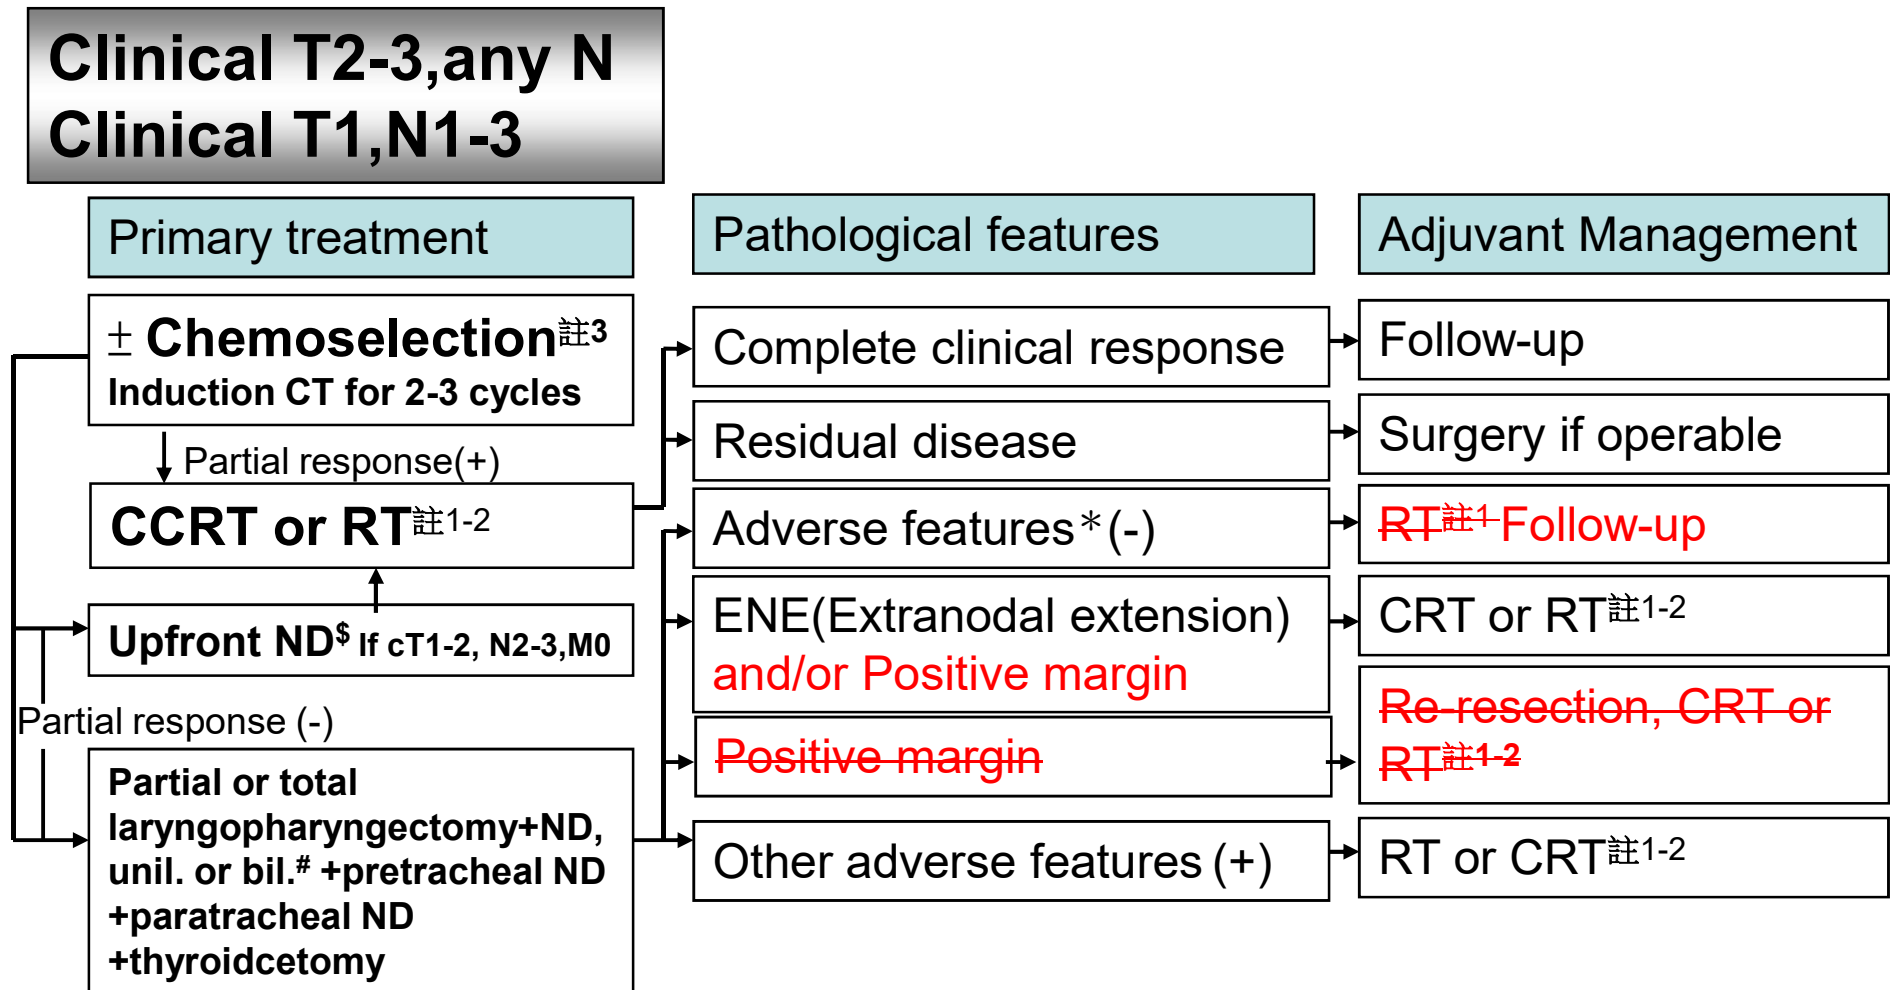 Clinical T2-3,any N
Clinical T1,N1-3
Primary treatment
± Chemoselection註3
Induction CT for 2-3 cycles
Partial response(+)
CCRT or RT註1-2
Upfront ND$ If cT1-2, N2-3,M0
Partial response (-)
Partial or total
laryngopharyngectomy+ND,
unil. or bil.# +pretracheal ND
+paratracheal ND
+thyroidcetomy
Pathological features
Complete clinical response
Residual disease
Adverse features*(-)
ENE(Extranodal extension)
and/or Positive margin
Positive margin
Other adverse features (+)
Adjuvant Management
Follow-up
Surgery if operable
RT註1 Follow-up
CRT or RT註1-2
Re-resection, CRT or
RT註1-2
RT or CRT註1-2